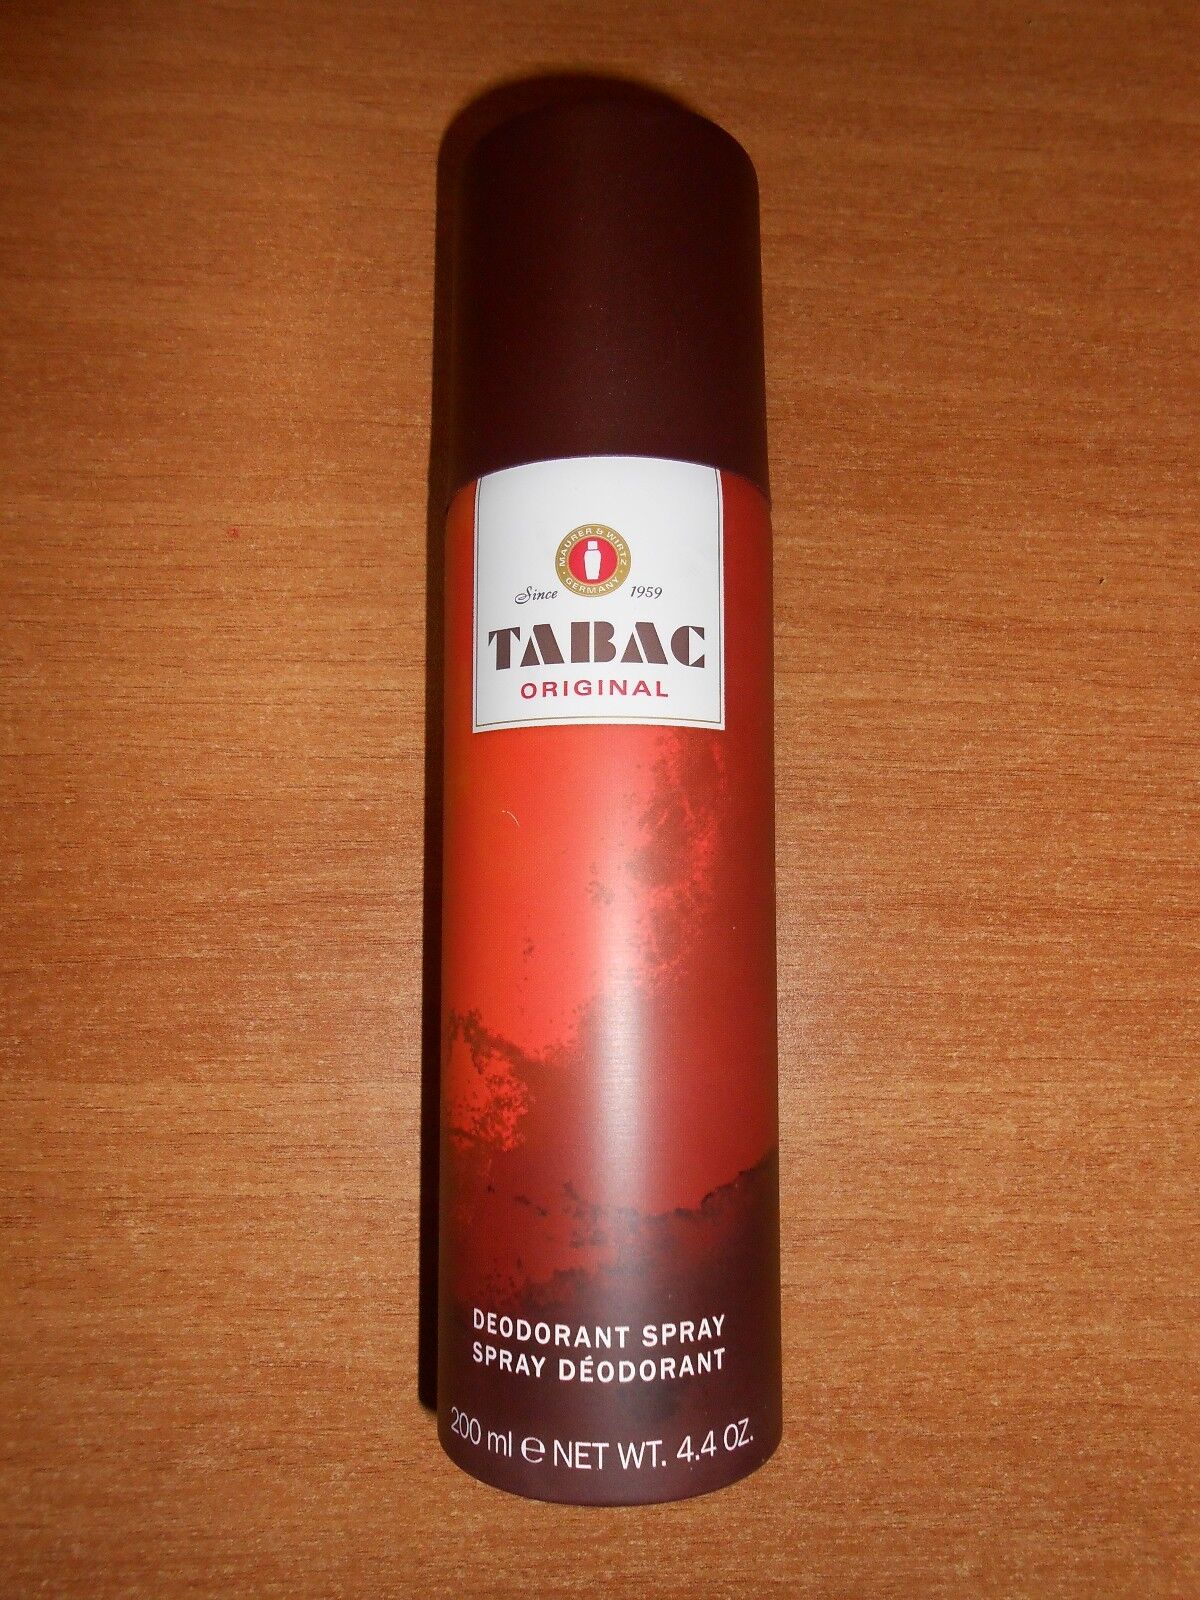 MAURER & WIRTZ
· GERMANY ·
Since 1959
TABAC
ORIGINAL
DEODORANT SPRAY
SPRAY DÉODORANT
200 ml ℮ NET WT. 4.4 OZ.